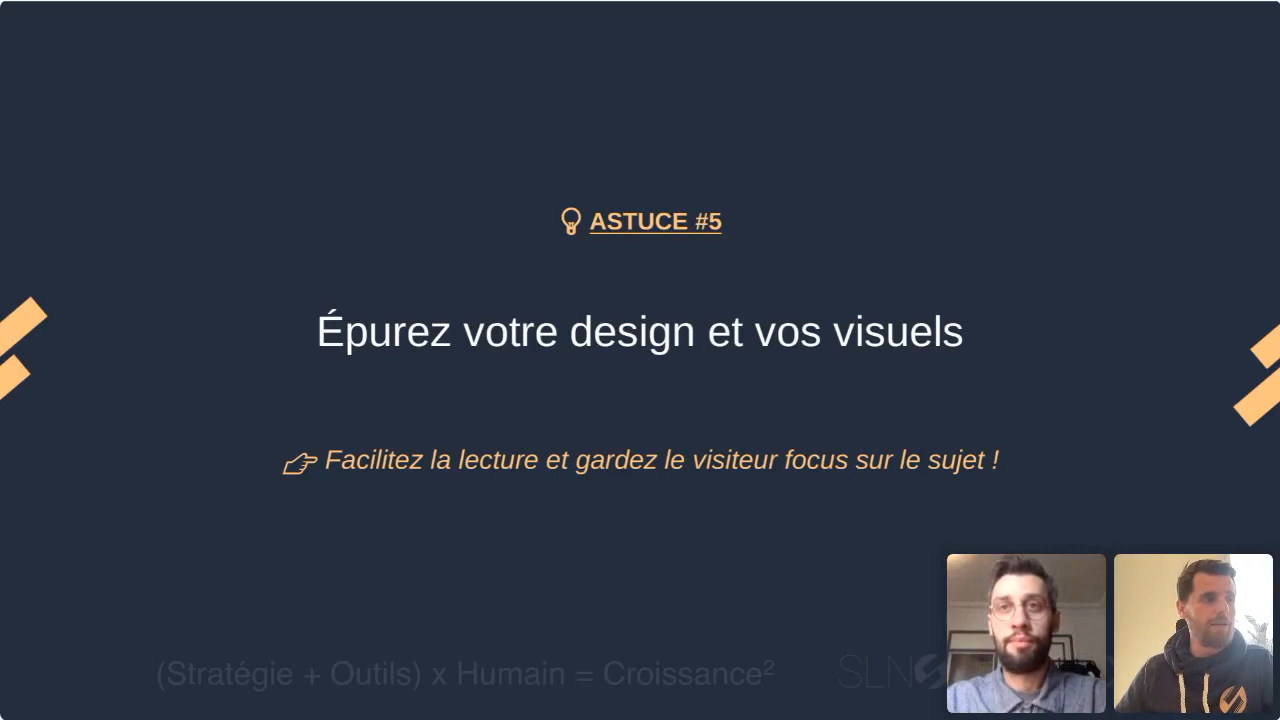 ASTUCE #5
Épurez votre design et vos visuels
Facilitez la lecture et gardez le visiteur focus sur le sujet !
(Stratégie + Outils) x Humain = Croissance²
SLN